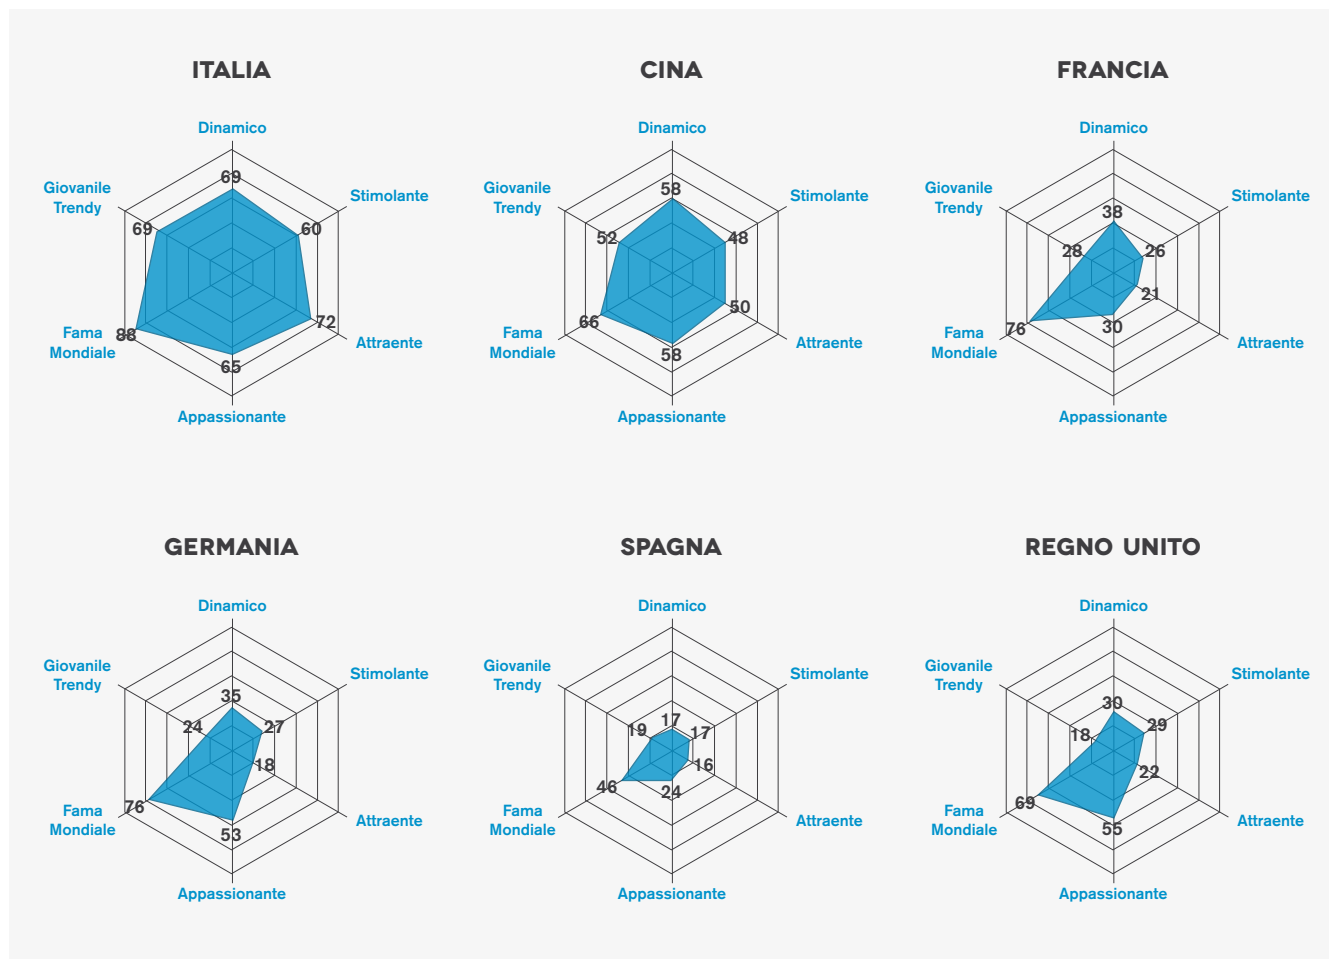 ITALIA
Dinamico
Giovanile
Trendy
Stimolante
69
69
60
88
72
65
Fama
Mondiale
Attraente
Appassionante
CINA
Dinamico
Giovanile
Trendy
Stimolante
58
52
48
66
50
58
Fama
Mondiale
Attraente
Appassionante
FRANCIA
Dinamico
Giovanile
Trendy
Stimolante
38
28
26
76
21
30
Fama
Mondiale
Attraente
Appassionante
GERMANIA
Dinamico
Giovanile
Trendy
Stimolante
35
24
27
76
18
53
Fama
Mondiale
Attraente
Appassionante
SPAGNA
Dinamico
Giovanile
Trendy
Stimolante
17
19
17
46
16
24
Fama
Mondiale
Attraente
Appassionante
REGNO UNITO
Dinamico
Giovanile
Trendy
Stimolante
30
18
29
69
22
55
Fama
Mondiale
Attraente
Appassionante